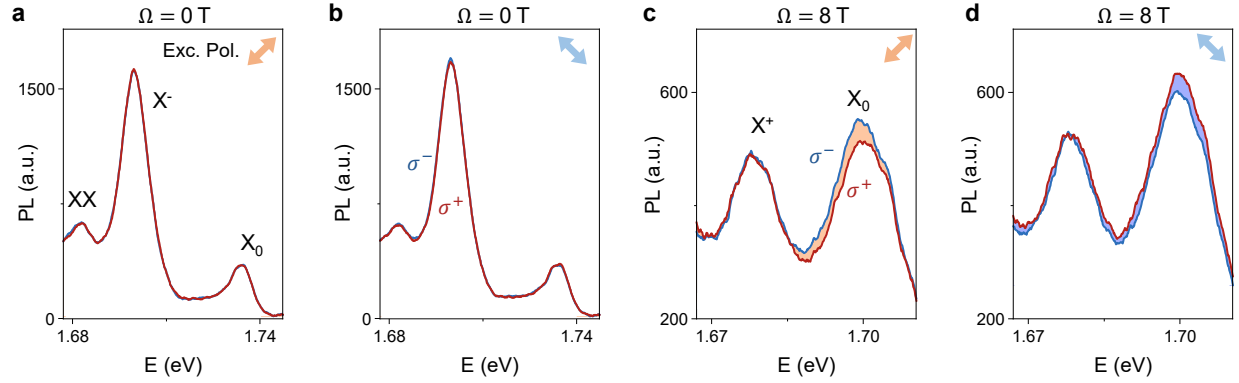 a
Ω = 0 T
Exc. Pol.
X-
XX
X0
PL (a.u.)
1500
0
1.68
1.74
E (eV)
b
Ω = 0 T
σ−
σ+
PL (a.u.)
1500
0
1.68
1.74
E (eV)
c
Ω = 8 T
X+
X0
σ−
σ+
PL (a.u.)
600
200
1.67
1.70
E (eV)
d
Ω = 8 T
PL (a.u.)
600
200
1.67
1.70
E (eV)